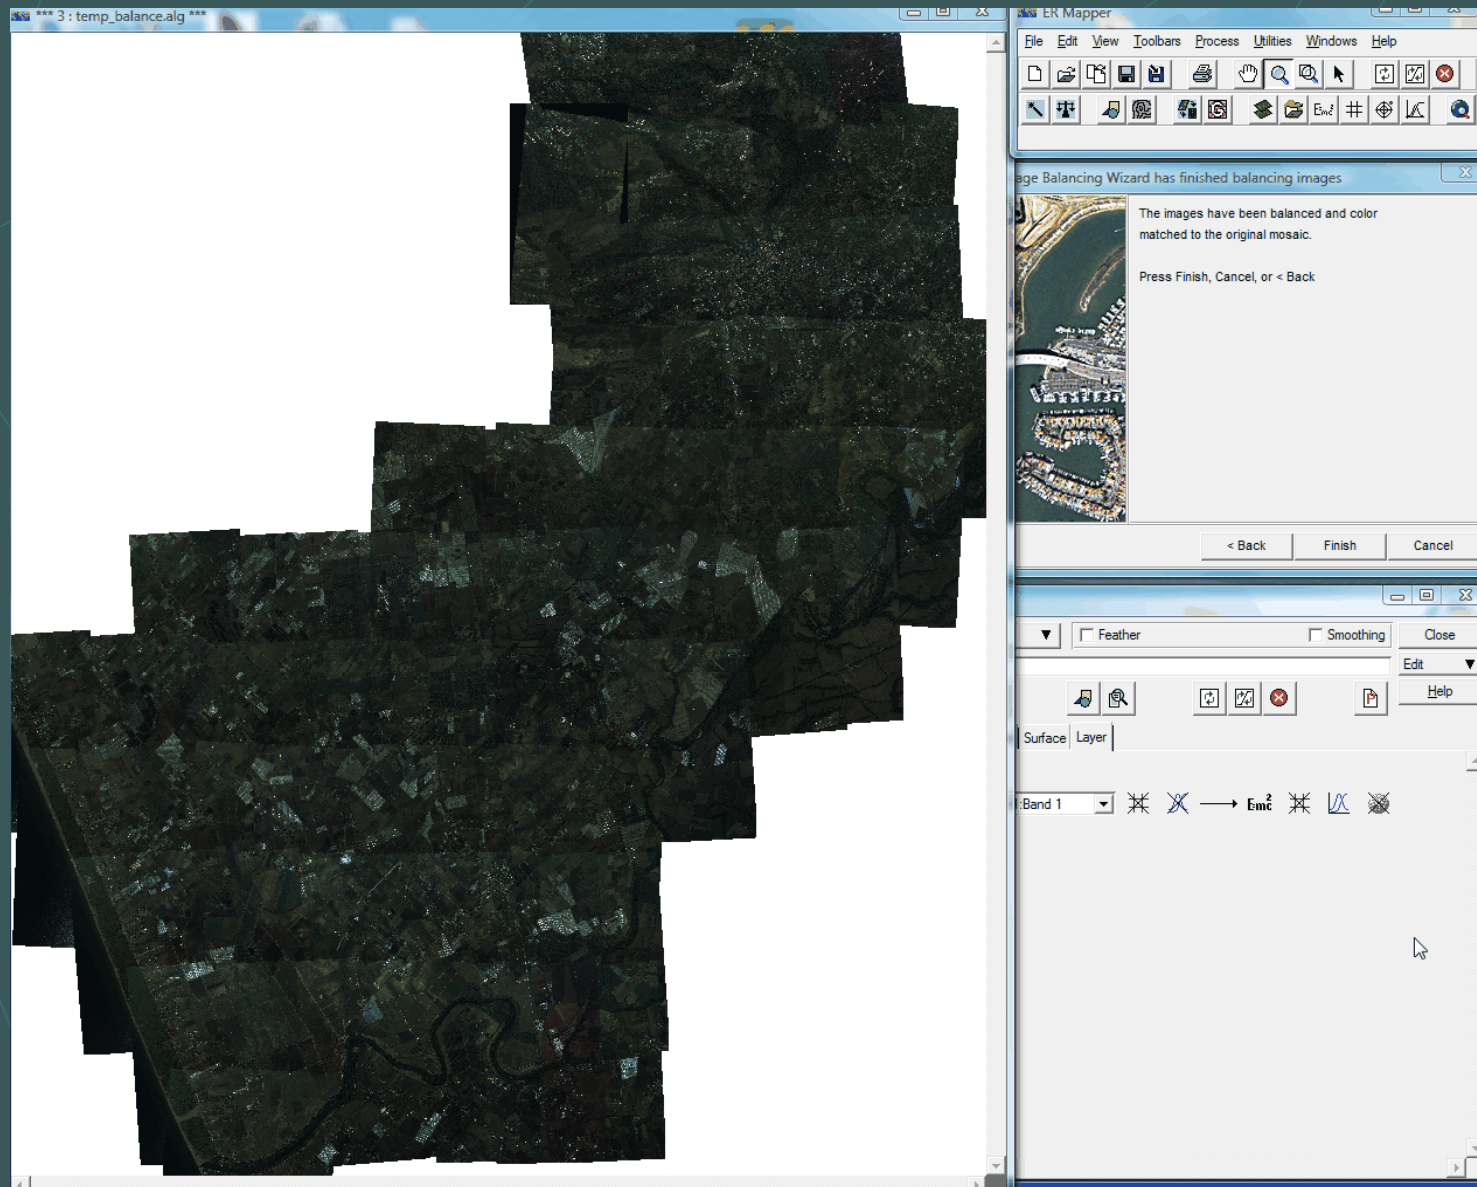 *** 3 : temp_balance.alg ***
ER Mapper
File Edit View Toolbars Process Utilities Windows Help
Emc²
age Balancing Wizard has finished balancing images
The images have been balanced and color
matched to the original mosaic.
Press Finish, Cancel, or < Back
< Back Finish Cancel
Feather Smoothing Close
Edit
Help
Surface Layer
:Band 1 Emc²